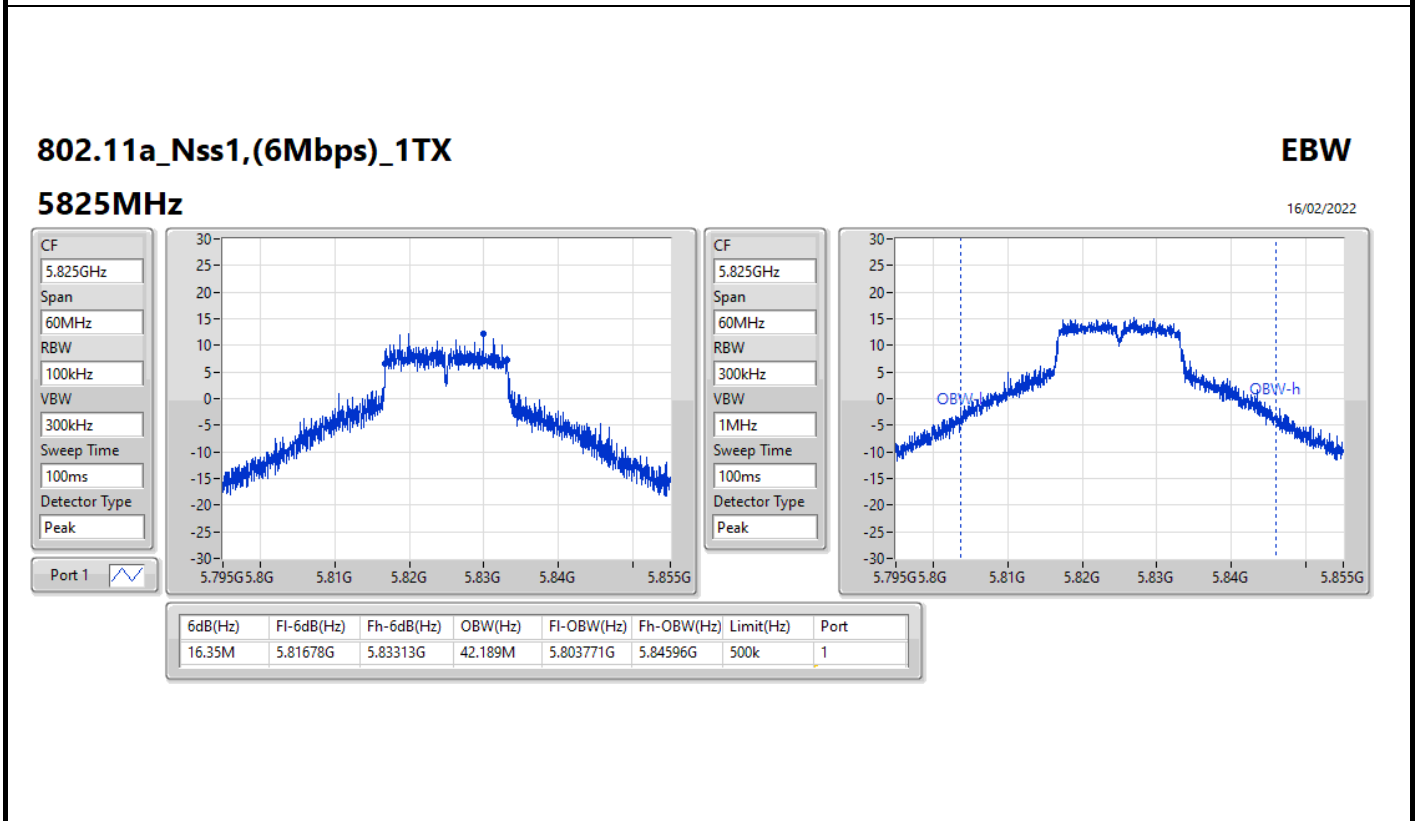 802.11a_Nss1,(6Mbps)_1TX
EBW
5825MHz
16/02/2022
CF
5.825GHz
Span
60MHz
RBW
100kHz
VBW
300kHz
Sweep Time
100ms
Detector Type
Peak
Port 1
30
25
20
15
10
5
0
-5
-10
-15
-20
-25
-30
5.795G 5.8G 5.81G 5.82G 5.83G 5.84G 5.855G
CF
5.825GHz
Span
60MHz
RBW
300kHz
VBW
1MHz
Sweep Time
100ms
Detector Type
Peak
30
25
20
15
10
5
0
-5
-10
-15
-20
-25
-30
OBW-h
5.795G 5.8G 5.81G 5.82G 5.83G 5.84G 5.855G
6dB(Hz) Fl-6dB(Hz) Fh-6dB(Hz) OBW(Hz) Fl-OBW(Hz) Fh-OBW(Hz) Limit(Hz) Port
16.35M 5.81678G 5.83313G 42.189M 5.803771G 5.84596G 500k 1